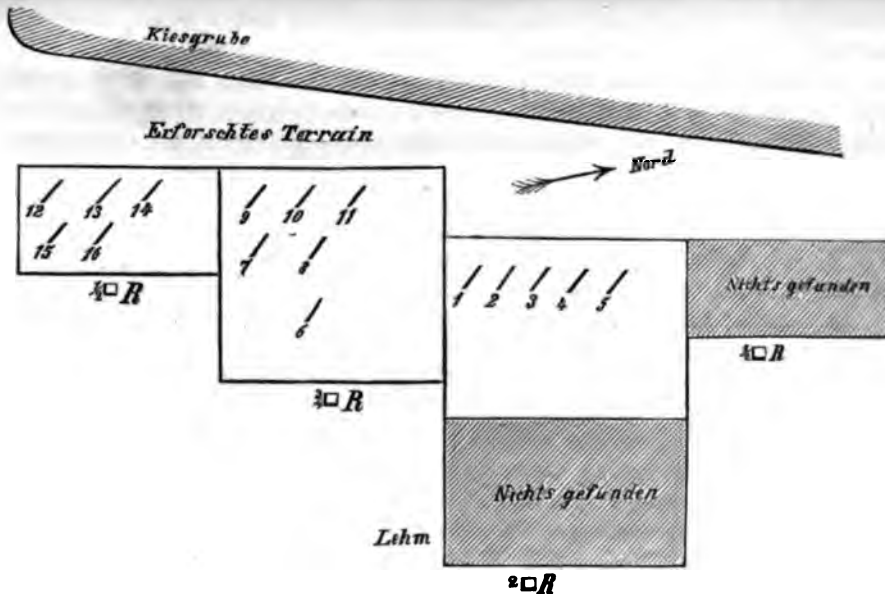 Kiesgrube
Erforschtes Terrain
Nord
12 13 14
15 16
9 10 11
7 8
6
1 2 3 4 5
Nichts gefunden
□ R
□ R
□ R
Nichts gefunden
Lehm
2 □ R